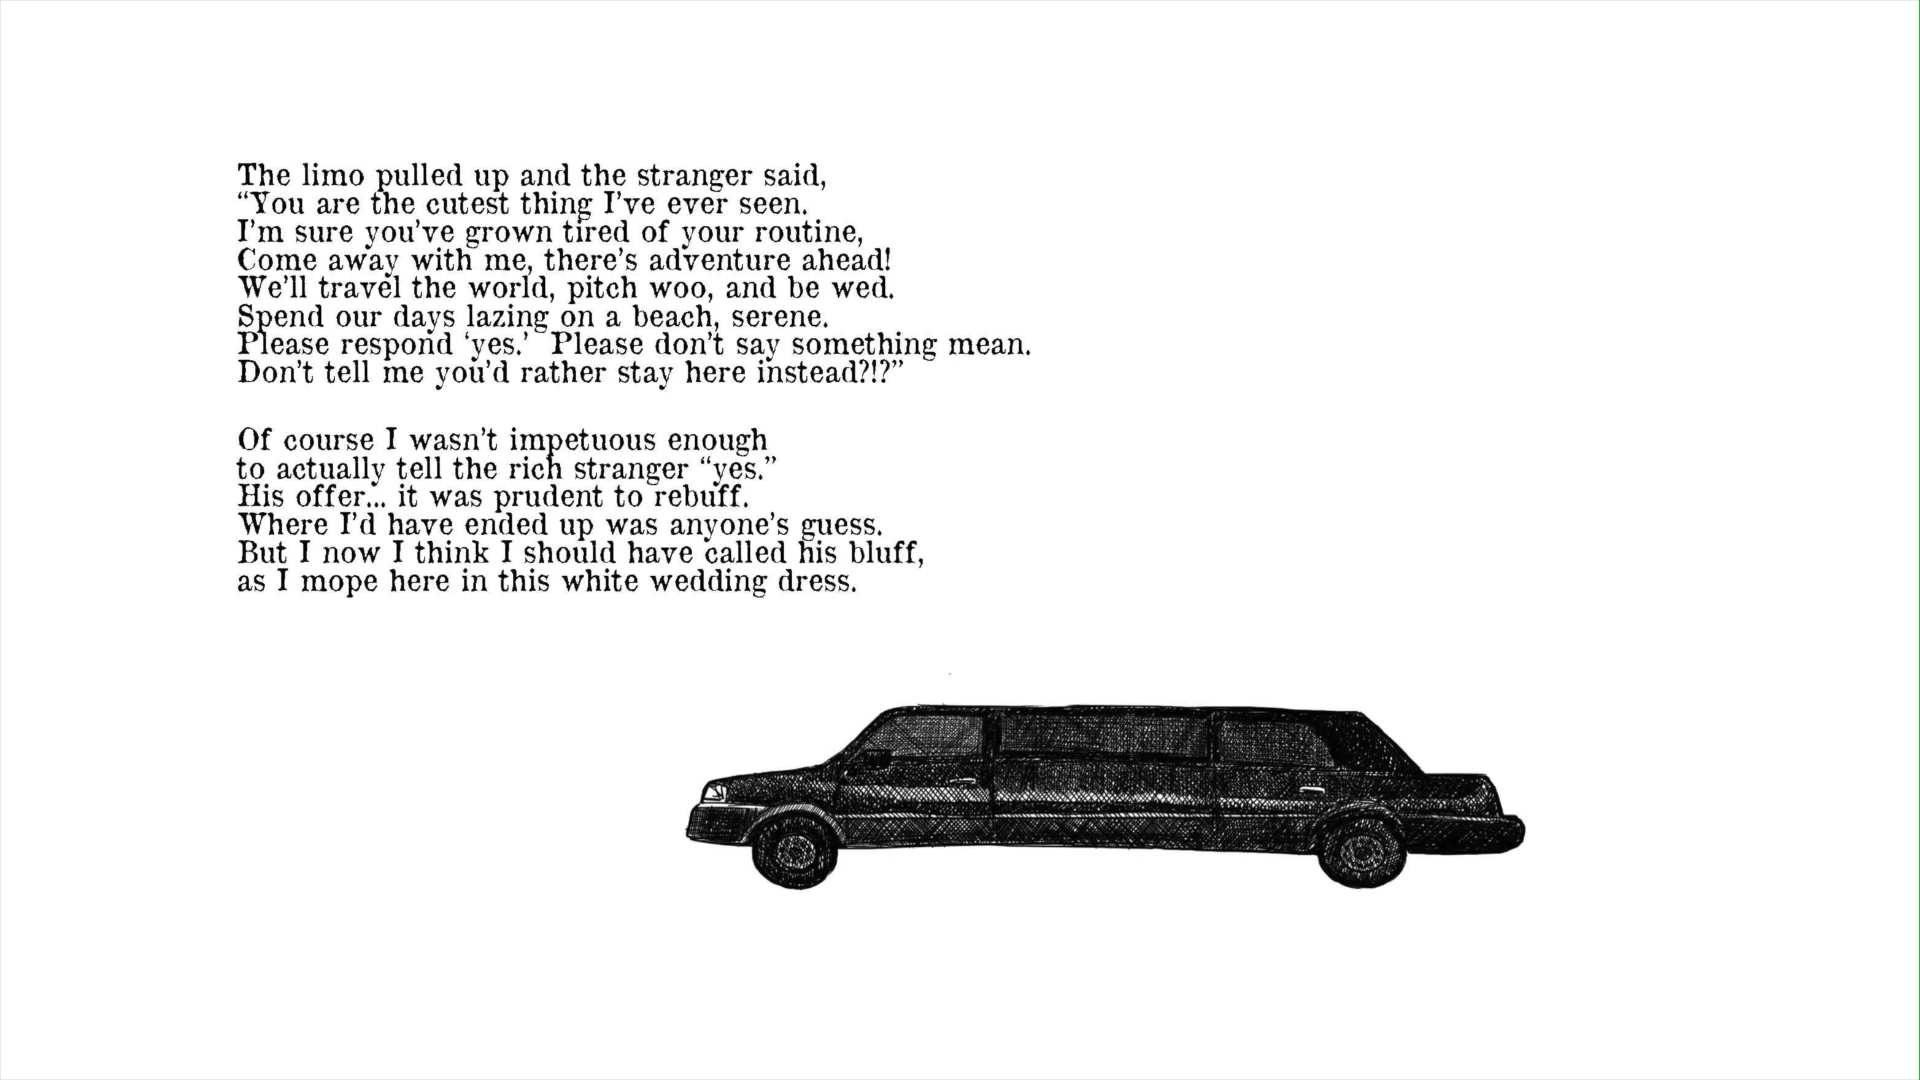 The limo pulled up and the stranger said,
“You are the cutest thing I've ever seen.
I'm sure you've grown tired of your routine,
Come away with me, there's adventure ahead!
We'll travel the world, pitch woo, and be wed.
Spend our days lazing on a beach, serene.
Please respond ‘yes.’  Please don't say something mean.
Don't tell me you'd rather stay here instead?!?”

Of course I wasn't impetuous enough
to actually tell the rich stranger “yes.”
His offer... it was prudent to rebuff.
Where I'd have ended up was anyone's guess.
But I now I think I should have called his bluff,
as I mope here in this white wedding dress.